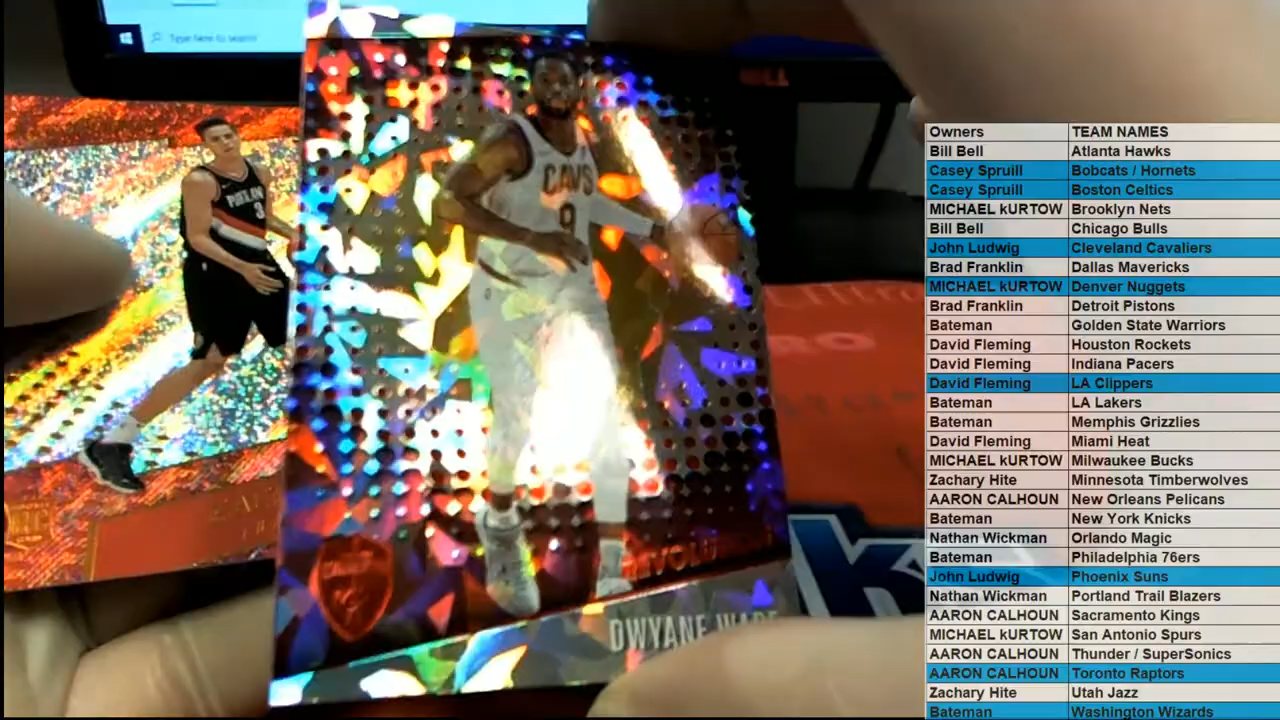 Type here to search
DELL
PORTLAND
3
CAVS
9
REVOLU
DWYANE WADE
RO
K
Owners TEAM NAMES
Bill Bell Atlanta Hawks
Casey Spruill Bobcats / Hornets
Casey Spruill Boston Celtics
MICHAEL kURTOW Brooklyn Nets
Bill Bell Chicago Bulls
John Ludwig Cleveland Cavaliers
Brad Franklin Dallas Mavericks
MICHAEL kURTOW Denver Nuggets
Brad Franklin Detroit Pistons
Bateman Golden State Warriors
David Fleming Houston Rockets
David Fleming Indiana Pacers
David Fleming LA Clippers
Bateman LA Lakers
Bateman Memphis Grizzlies
David Fleming Miami Heat
MICHAEL kURTOW Milwaukee Bucks
Zachary Hite Minnesota Timberwolves
AARON CALHOUN New Orleans Pelicans
Bateman New York Knicks
Nathan Wickman Orlando Magic
Bateman Philadelphia 76ers
John Ludwig Phoenix Suns
Nathan Wickman Portland Trail Blazers
AARON CALHOUN Sacramento Kings
MICHAEL kURTOW San Antonio Spurs
AARON CALHOUN Thunder / SuperSonics
AARON CALHOUN Toronto Raptors
Zachary Hite Utah Jazz
Bateman Washington Wizards